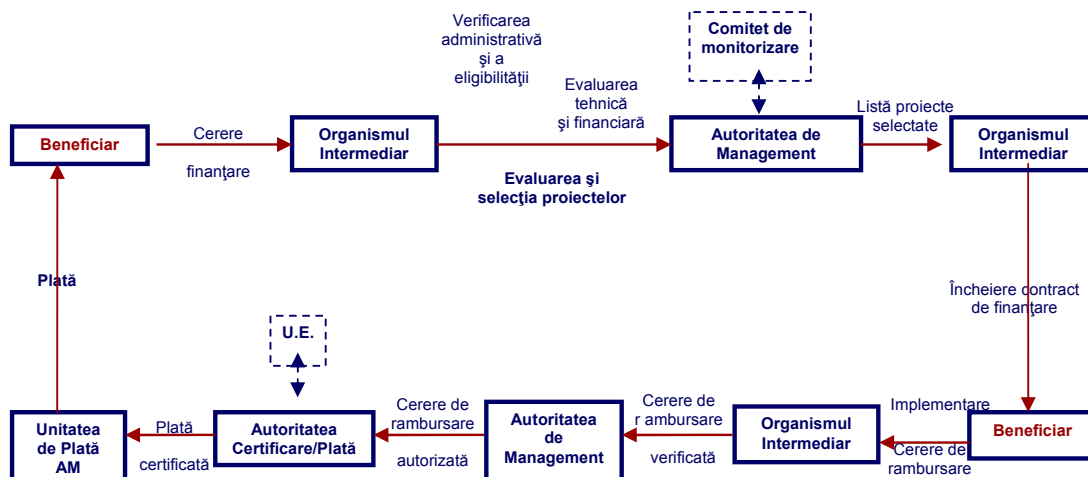 Verificarea
administrativă
şi a
eligibilităţii
Comitet de
monitorizare
Evaluarea
tehnică
şi financiară
Listă proiecte
selectate
Beneficiar
Cerere
finanţare
Organismul
Intermediar
Autoritatea de
Management
Organismul
Intermediar
Evaluarea şi
selecţia proiectelor
Plată
Încheiere contract
de finanţare
U.E.
Unitatea
de Plată
AM
Plată
certificată
Autoritatea
Certificare/Plată
Cerere de
rambursare
autorizată
Autoritatea
de
Management
Cerere de
r ambursare
verificată
Organismul
Intermediar
Implementare
Cerere de
rambursare
Beneficiar